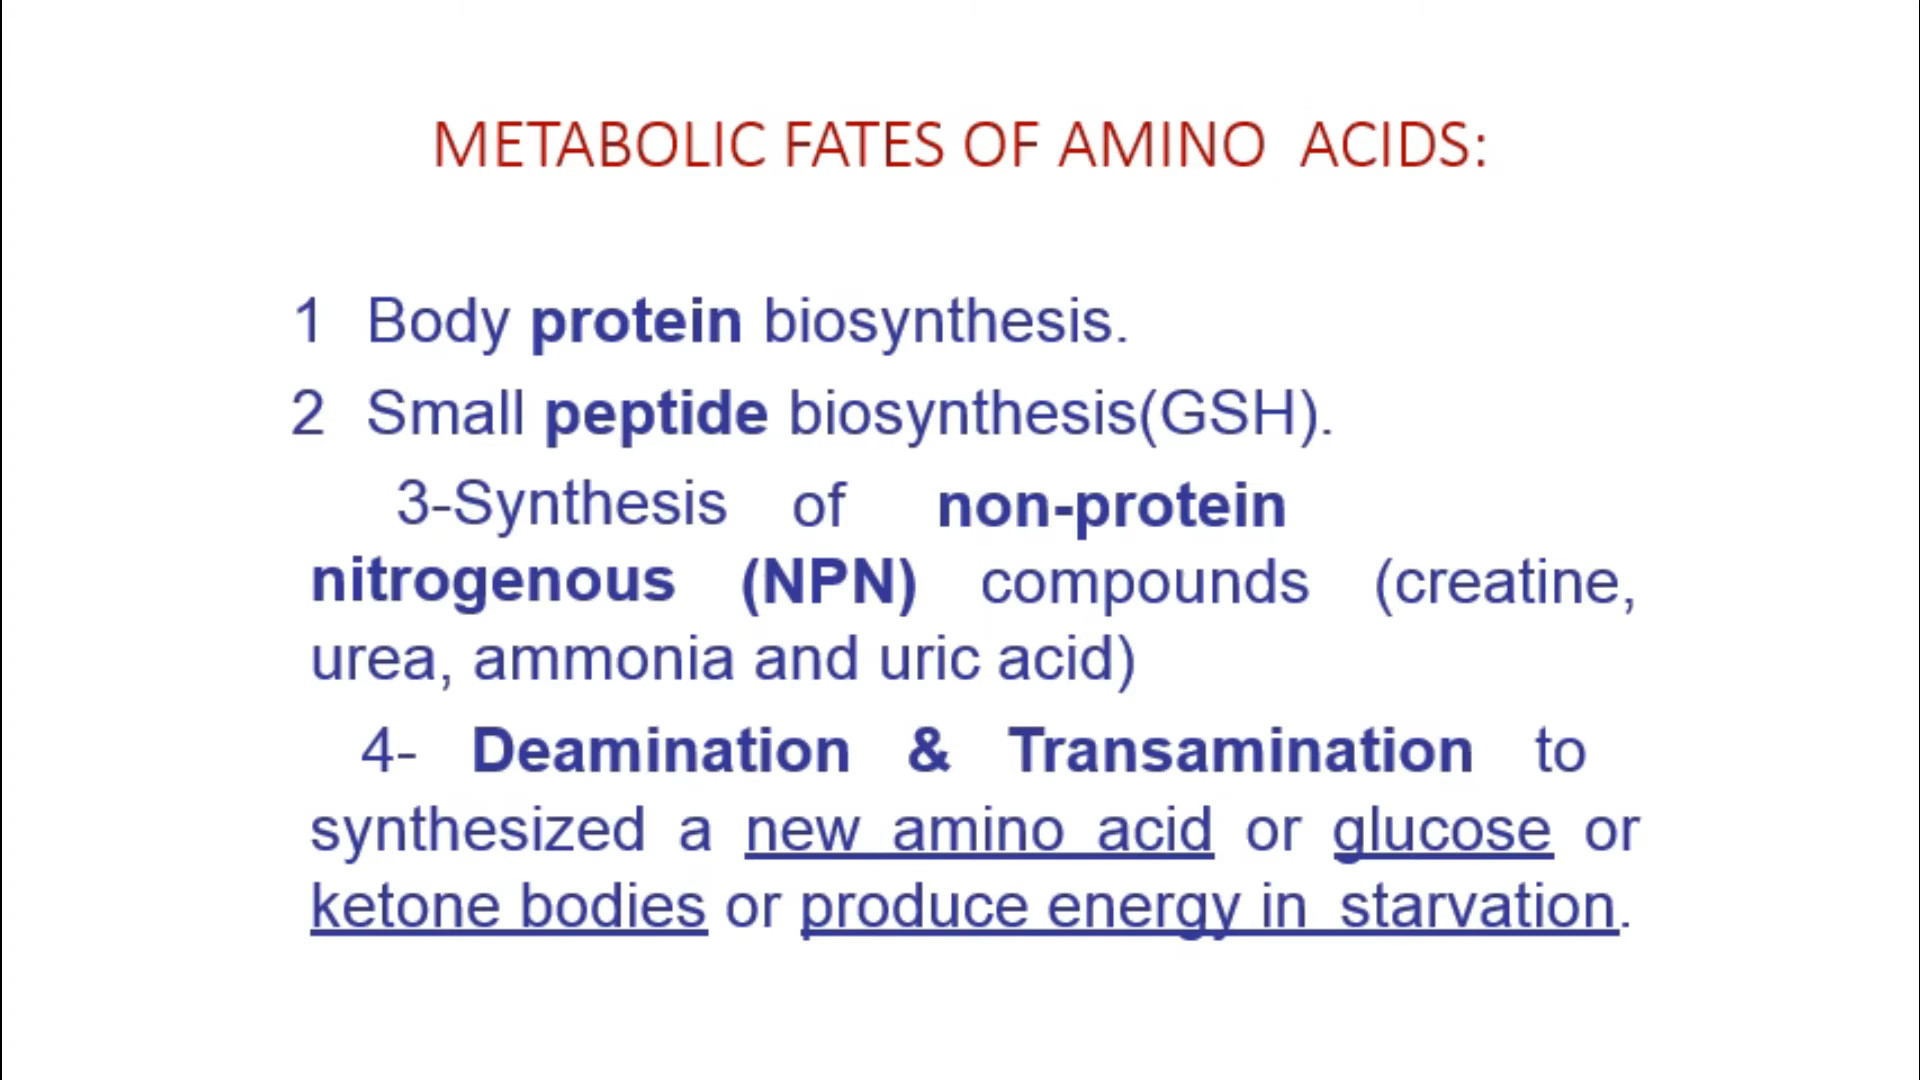 METABOLIC FATES OF AMINO ACIDS:
1 Body protein biosynthesis.
2 Small peptide biosynthesis(GSH).
3-Synthesis of non-protein
nitrogenous (NPN) compounds (creatine,
urea, ammonia and uric acid)
4- Deamination & Transamination to
synthesized a new amino acid or glucose or
ketone bodies or produce energy in starvation.